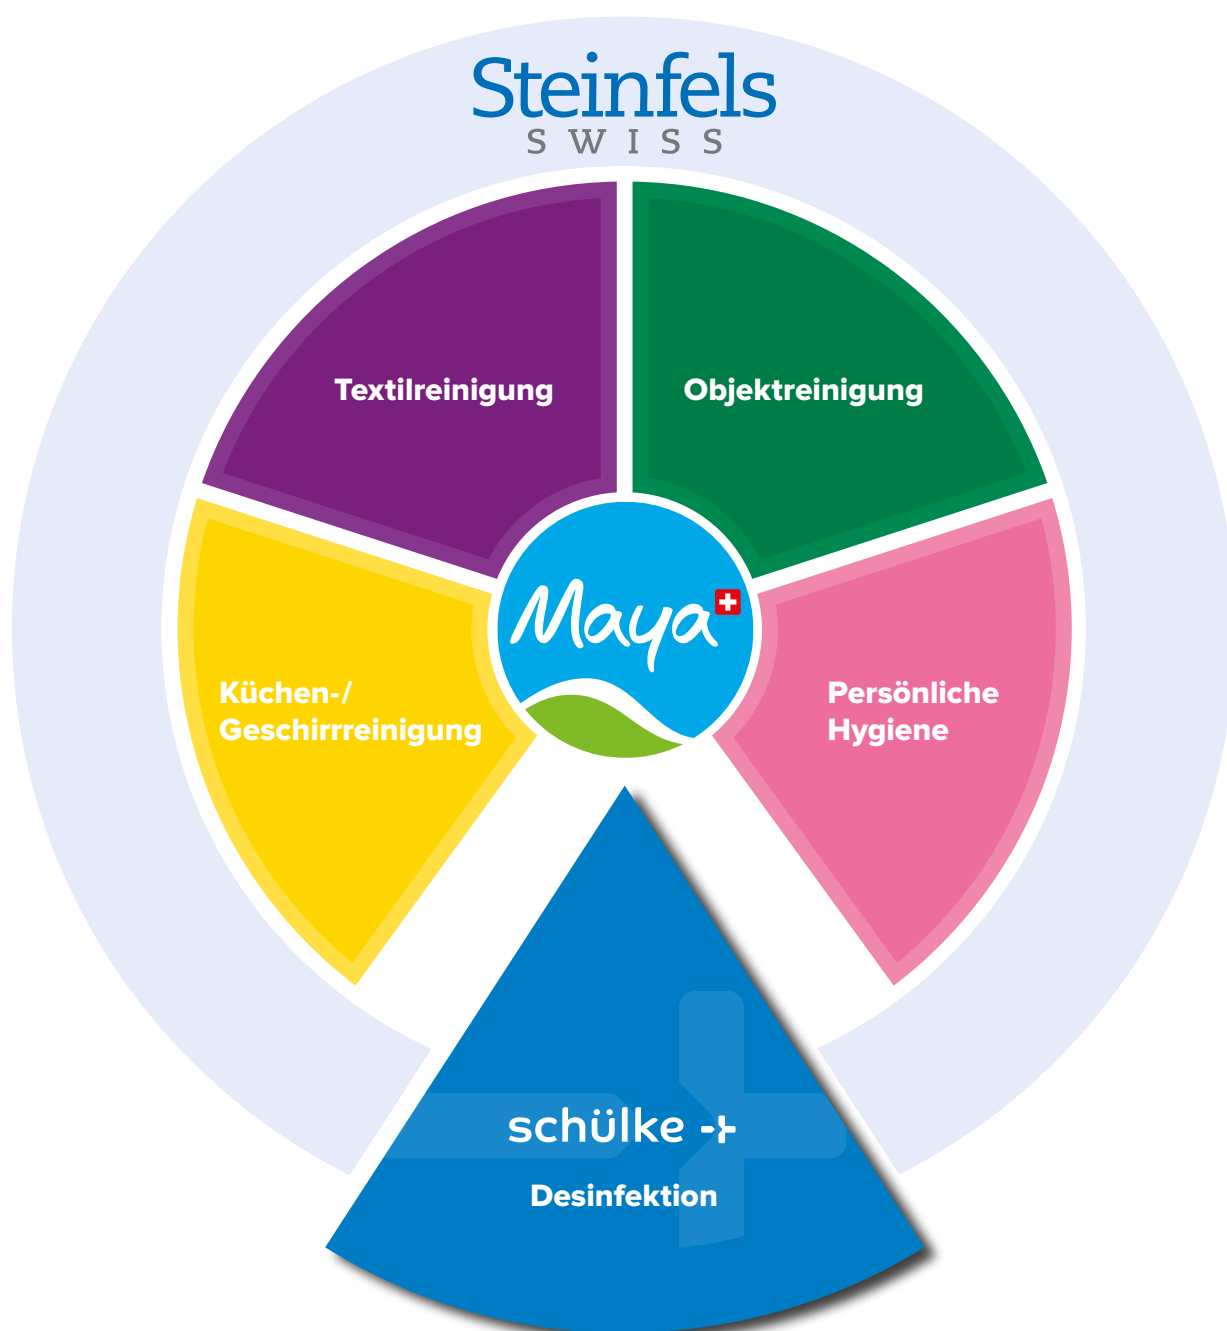 Steinfels
SWISS
Textilreinigung
Objektreinigung
Maya
Küchen-/
Geschirrreinigung
Persönliche
Hygiene
schülke
Desinfektion